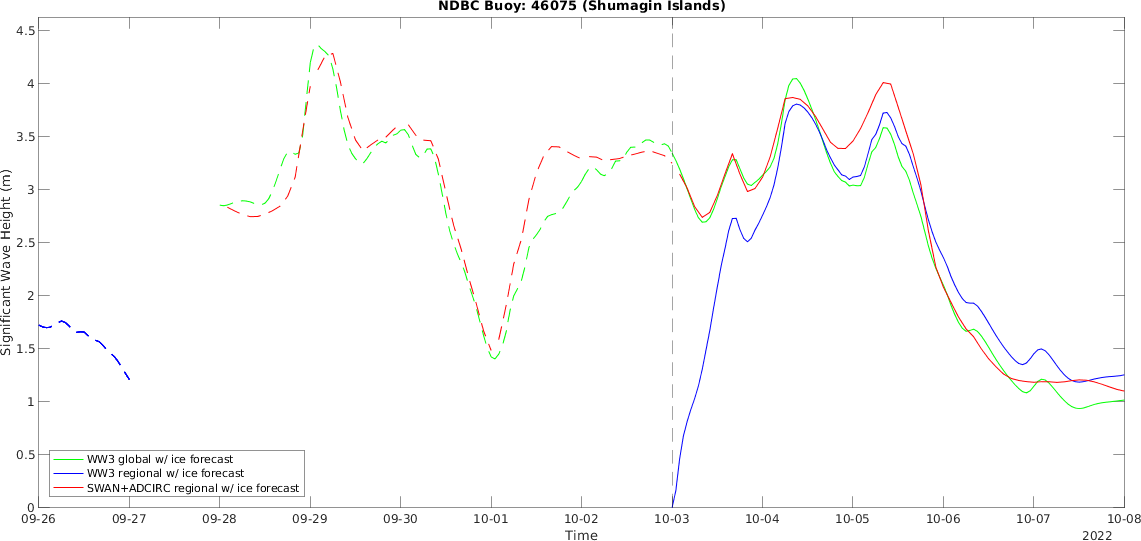 NDBC Buoy: 46075 (Shumagin Islands)
4.5
4
3.5
3
2.5
2
1.5
1
0.5
0
Significant Wave Height (m)
WW3 global w/ ice forecast
WW3 regional w/ ice forecast
SWAN+ADCIRC regional w/ ice forecast
09-26 09-27 09-28 09-29 09-30 10-01 10-02 10-03 10-04 10-05 10-06 10-07 10-08
Time
2022